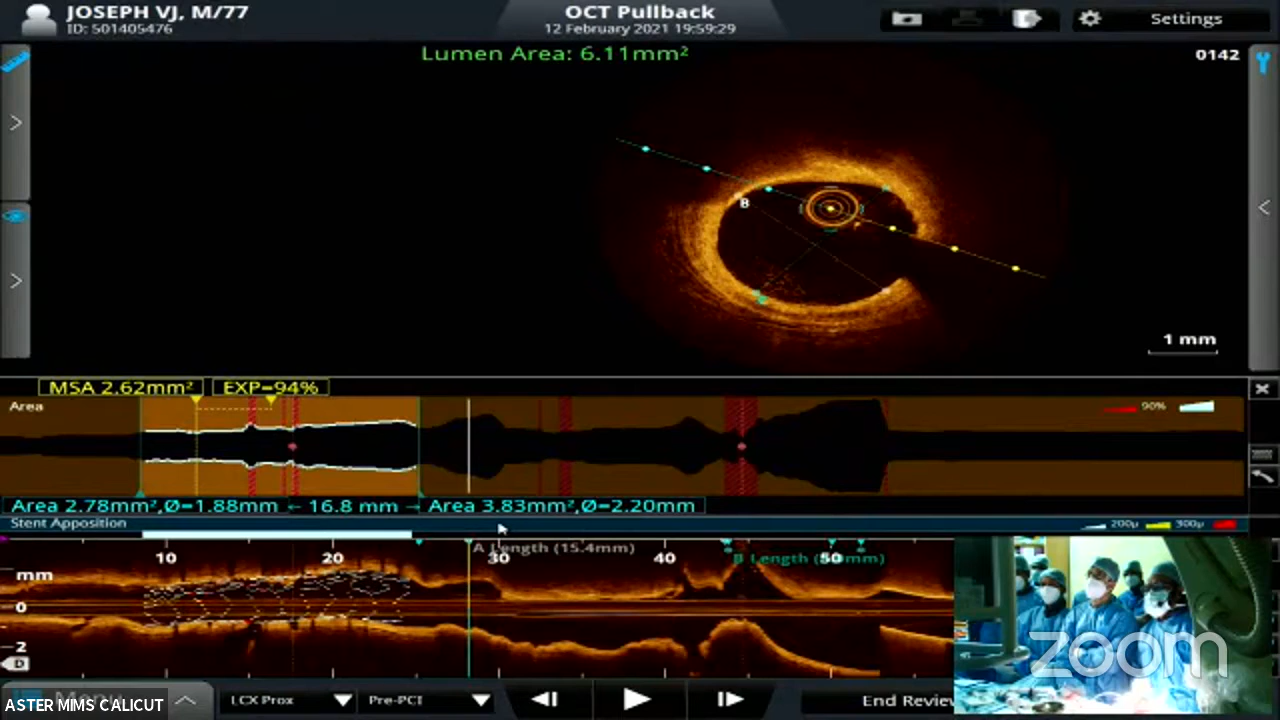 JOSEPH VJ, M/77
ID: 501405476
OCT Pullback
12 February 2021 19:59:29
Settings
Lumen Area: 6.11mm²
0142
B
1 mm
MSA 2.62mm² EXP=94%
Area
90%
Area 2.78mm²,Ø=1.88mm ← 16.8 mm → Area 3.83mm²,Ø=2.20mm
Stent Apposition
200µ 300µ
A Length (15.4mm)
10 20 30 40 50
B Length
mm
0
2
D
Menu
LCX Prox
Pre-PCI
End Review
zoom
ASTER MIMS CALICUT